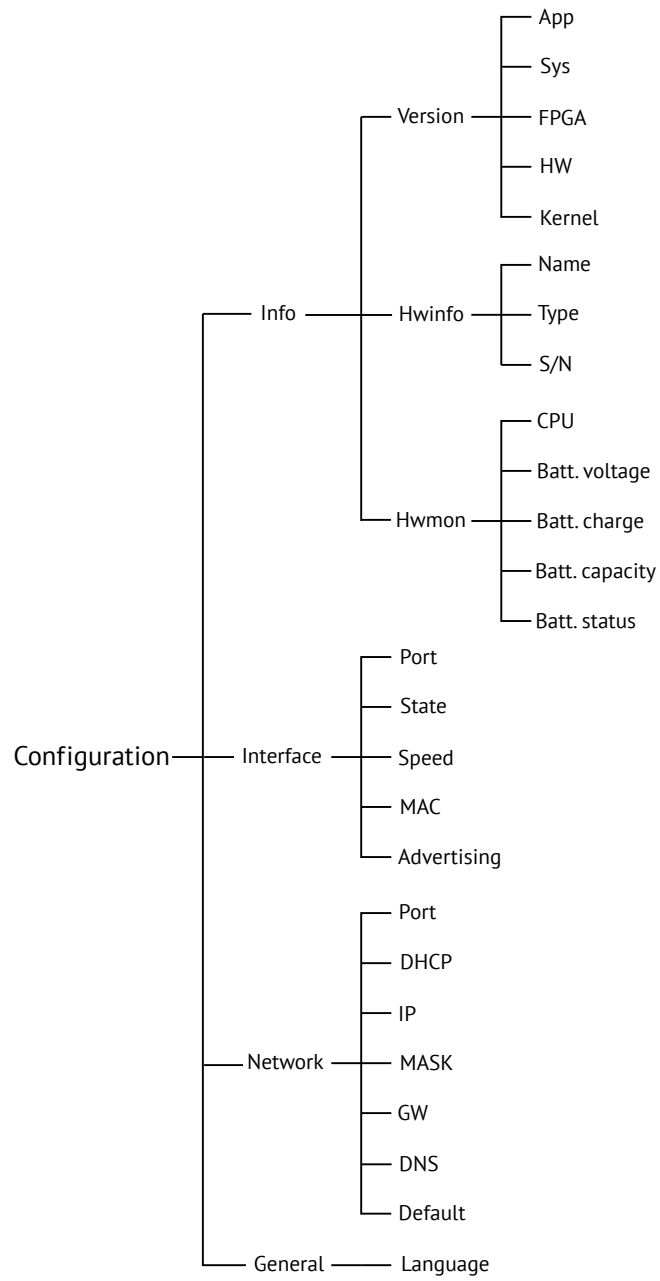 Configuration
Info
Version
App
Sys
FPGA
HW
Kernel
Hwinfo
Name
Type
S/N
Hwmon
CPU
Batt. voltage
Batt. charge
Batt. capacity
Batt. status
Interface
Port
State
Speed
MAC
Advertising
Network
Port
DHCP
IP
MASK
GW
DNS
Default
General
Language